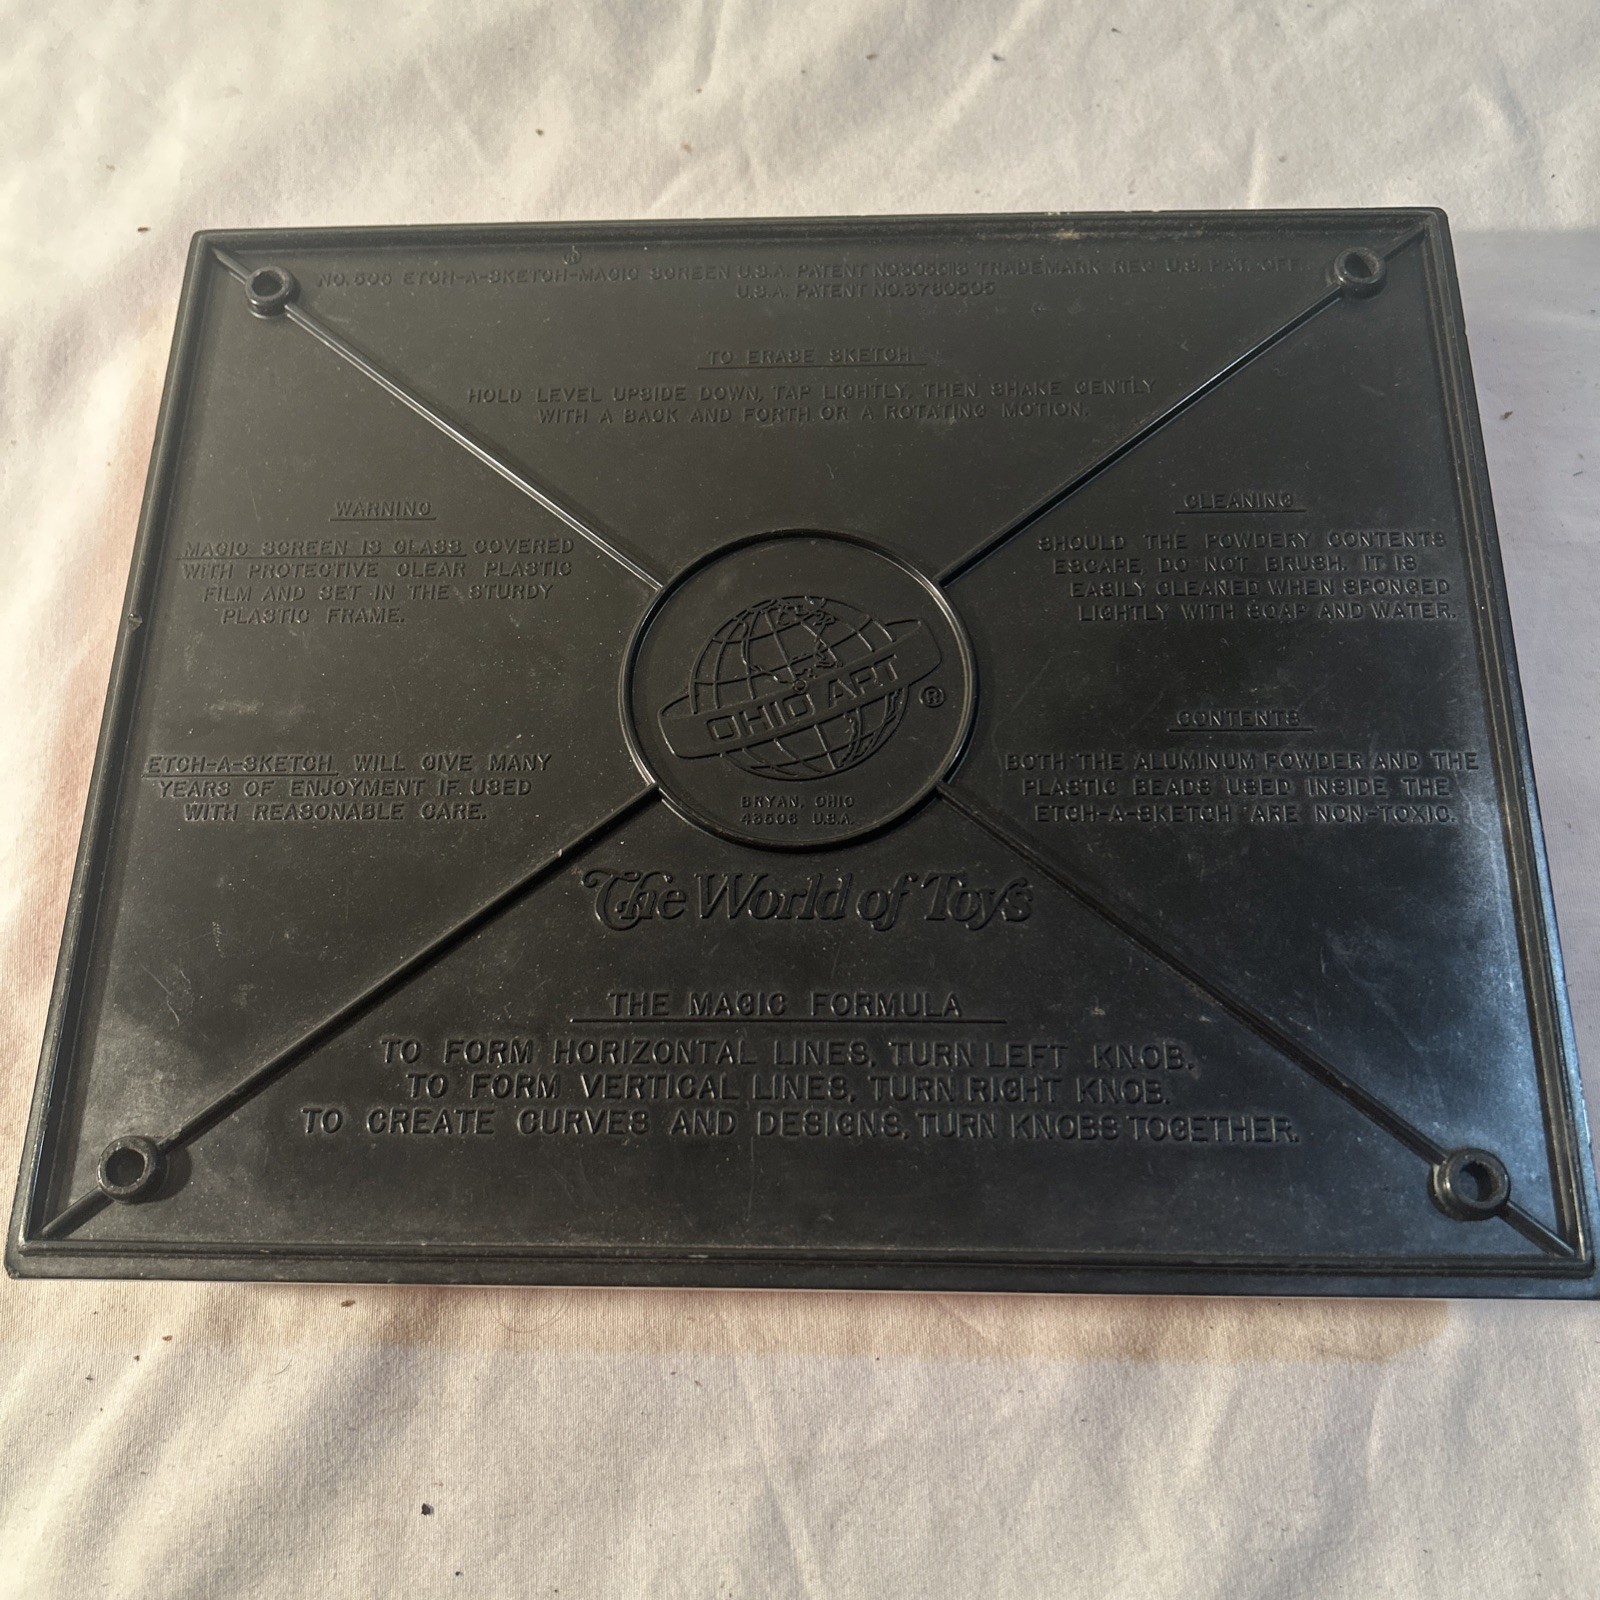 NO. 505 ETCH-A-SKETCH-MAGIC SCREEN U.S.A. PATENT TRADEMARK REG U.S. PAT. OFF.
U.S.A. PATENT NO.3760505
TO ERASE SKETCH
HOLD LEVEL UPSIDE DOWN, TAP LIGHTLY, THEN SHAKE GENTLY
WITH A BACK AND FORTH OR A ROTATING MOTION.
WARNING
MAGIC SCREEN IS GLASS COVERED
WITH PROTECTIVE CLEAR PLASTIC
FILM AND SET IN THE STURDY
PLASTIC FRAME.
CLEANING
SHOULD THE POWDERY CONTENTS
ESCAPE, DO NOT BRUSH. IT IS
EASILY CLEANED WHEN SPONGED
LIGHTLY WITH SOAP AND WATER.
OHIO ART ®
BRYAN, OHIO
43506 U.S.A.
ETCH-A-SKETCH WILL GIVE MANY
YEARS OF ENJOYMENT IF USED
WITH REASONABLE CARE.
CONTENTS
BOTH THE ALUMINUM POWDER AND THE
PLASTIC BEADS USED INSIDE THE
ETCH-A-SKETCH ARE NON-TOXIC.
The World of Toys
THE MAGIC FORMULA
TO FORM HORIZONTAL LINES, TURN LEFT KNOB.
TO FORM VERTICAL LINES, TURN RIGHT KNOB.
TO CREATE CURVES AND DESIGNS, TURN KNOBS TOGETHER.